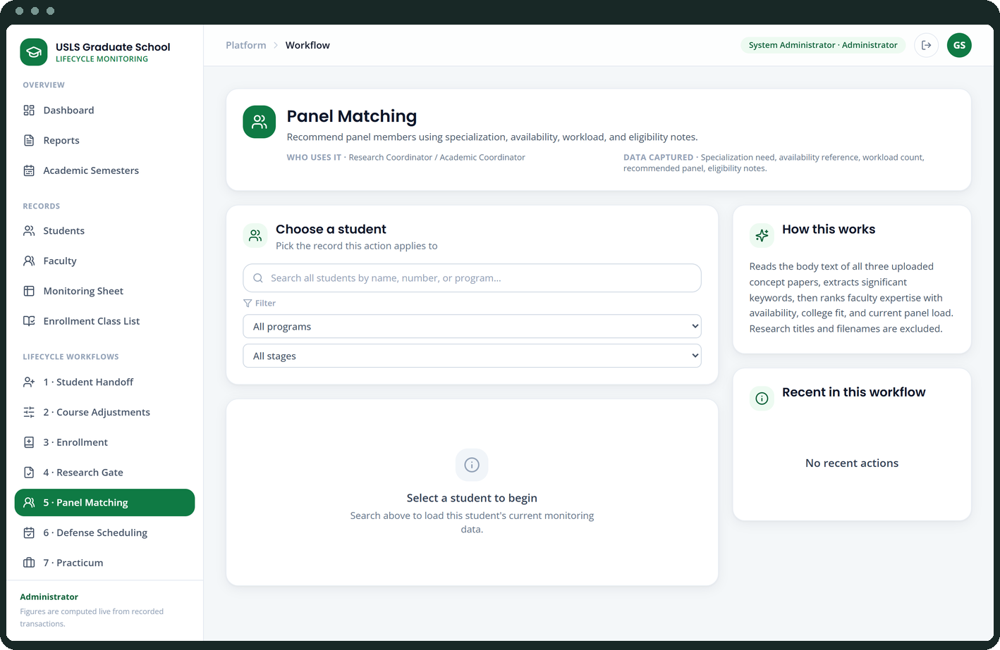 USLS Graduate School
LIFECYCLE MONITORING
OVERVIEW
Dashboard
Reports
Academic Semesters
RECORDS
Students
Faculty
Monitoring Sheet
Enrollment Class List
LIFECYCLE WORKFLOWS
1 · Student Handoff
2 · Course Adjustments
3 · Enrollment
4 · Research Gate
5 · Panel Matching
6 · Defense Scheduling
7 · Practicum
Administrator
Figures are computed live from recorded
transactions.
Platform > Workflow
System Administrator · Administrator
GS
Panel Matching
Recommend panel members using specialization, availability, workload, and eligibility notes.
WHO USES IT · Research Coordinator / Academic Coordinator
DATA CAPTURED · Specialization need, availability reference, workload count,
recommended panel, eligibility notes.
Choose a student
Pick the record this action applies to
Search all students by name, number, or program...
Filter
All programs
All stages
Select a student to begin
Search above to load this student's current monitoring
data.
How this works
Reads the body text of all three uploaded
concept papers, extracts significant
keywords, then ranks faculty expertise with
availability, college fit, and current panel load.
Research titles and filenames are excluded.
Recent in this workflow
No recent actions